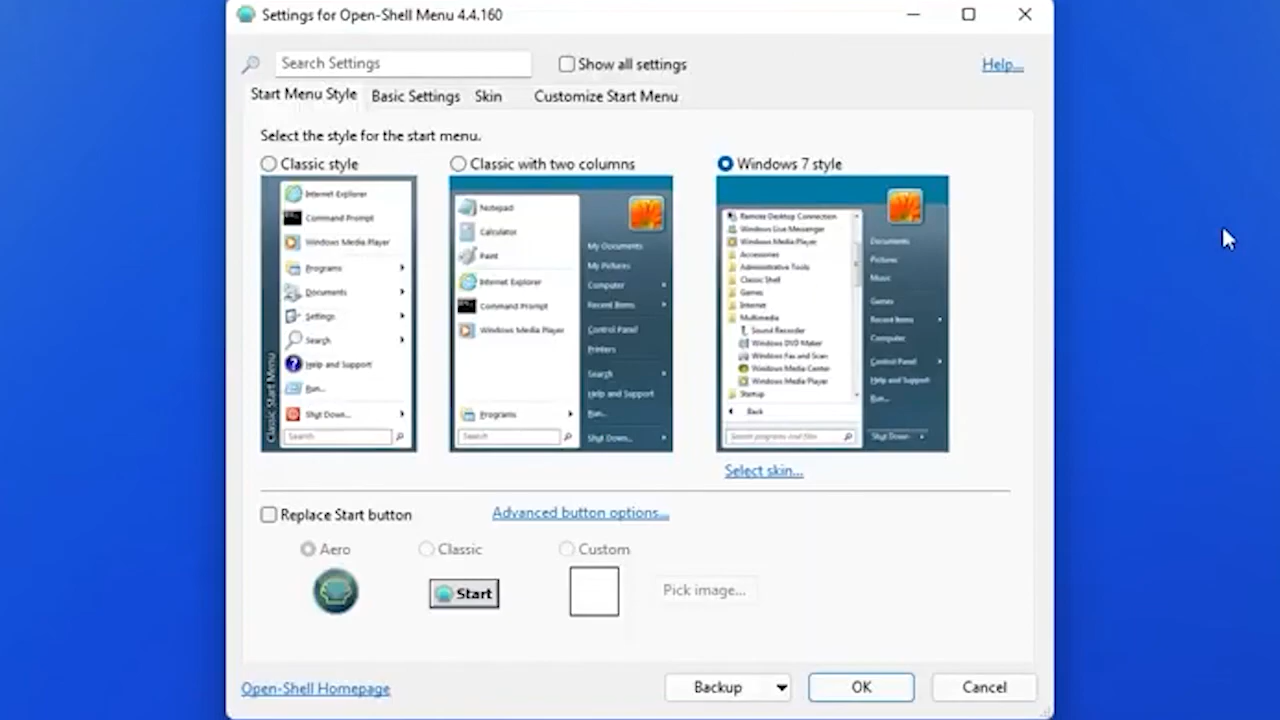 Settings for Open-Shell Menu 4.4.160
Search Settings
Show all settings
Help...
Start Menu Style
Basic Settings
Skin
Customize Start Menu
Select the style for the start menu.
Classic style
Classic with two columns
Windows 7 style
Internet Explorer
Command Prompt
Windows Media Player
Programs
Documents
Settings
Search
Help and Support
Run...
Shut Down...
Search
Classic Start Menu
Notepad
Calculator
Paint
Internet Explorer
Command Prompt
Windows Media Player
Programs
Search
My Documents
My Pictures
Computer
Recent Items
Control Panel
Printers
Search
Help and Support
Run...
Shut Down...
Remote Desktop Connection
Windows Live Messenger
Windows Media Player
Accessories
Administrative Tools
Classic Shell
Games
Internet
Multimedia
Sound Recorder
Windows DVD Maker
Windows Fax and Scan
Windows Media Center
Windows Media Player
Startup
Back
Search programs and files
Documents
Pictures
Music
Games
Recent Items
Computer
Control Panel
Help and Support
Run...
Shut Down
Select skin...
Replace Start button
Advanced button options...
Aero
Classic
Custom
Start
Pick image...
Open-Shell Homepage
Backup
OK
Cancel